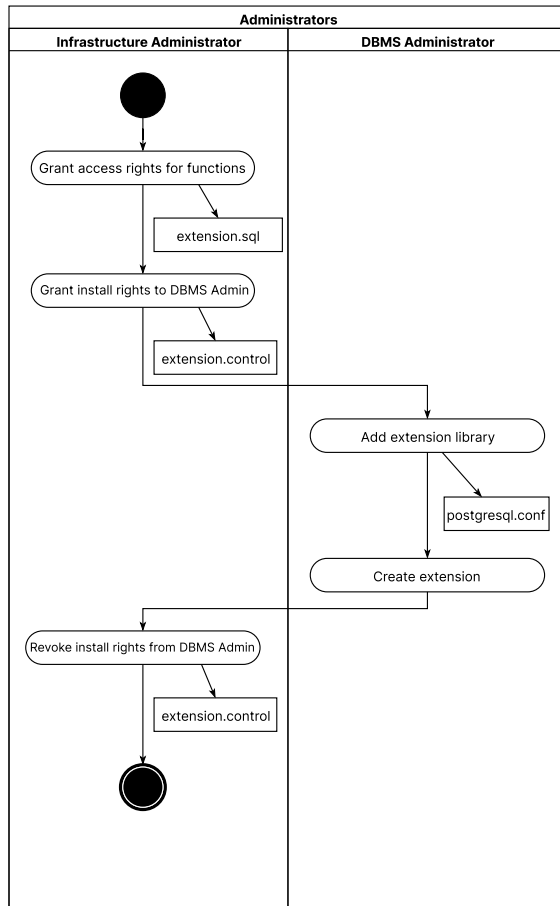 Administrators
Infrastructure Administrator
DBMS Administrator
Grant access rights for functions
extension.sql
Grant install rights to DBMS Admin
extension.control
Add extension library
postgresql.conf
Create extension
Revoke install rights from DBMS Admin
extension.control